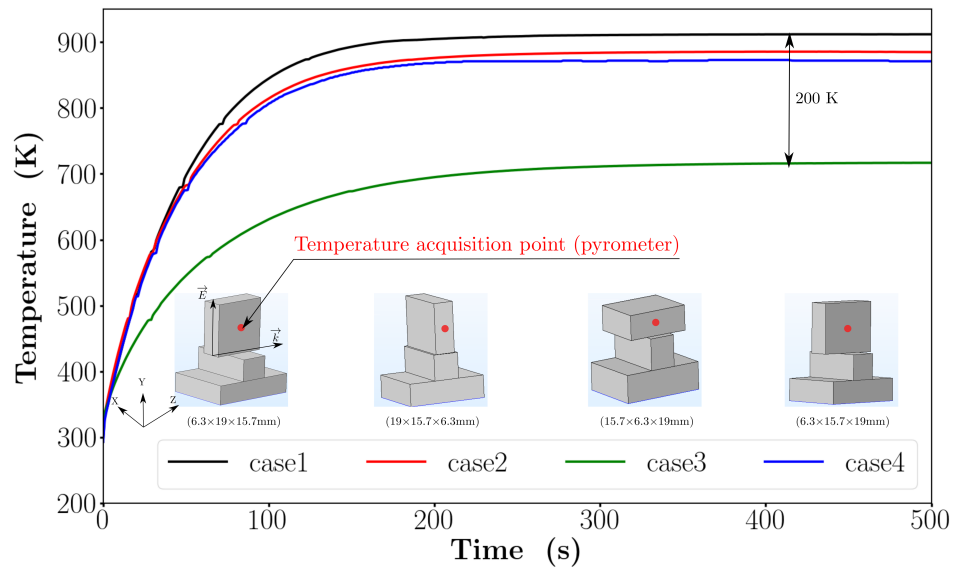 900
800
700
600
500
400
300
200
Temperature (K)
200 K
Temperature acquisition point (pyrometer)
E
k
X
Y
Z
(6.3×19×15.7mm)
(19×15.7×6.3mm)
(15.7×6.3×19mm)
(6.3×15.7×19mm)
case1
case2
case3
case4
0
100
200
300
400
500
Time (s)